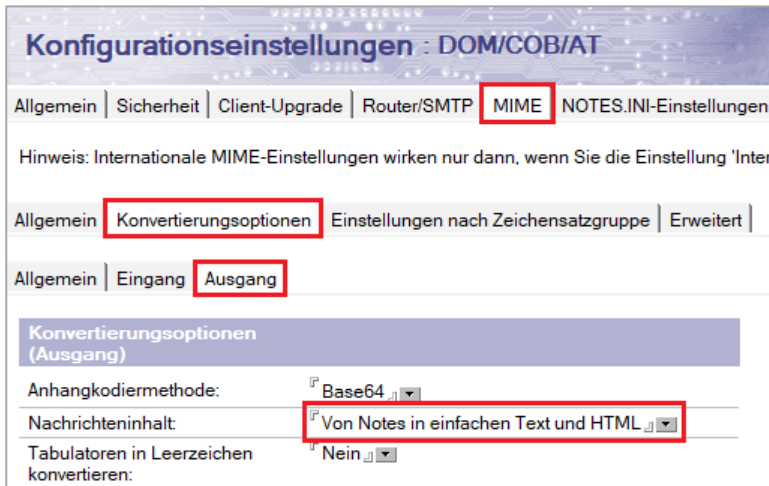 Konfigurationseinstellungen : DOM/COB/AT
Allgemein | Sicherheit | Client-Upgrade | Router/SMTP | MIME | NOTES.INI-Einstellungen
Hinweis: Internationale MIME-Einstellungen wirken nur dann, wenn Sie die Einstellung 'Inter
Allgemein | Konvertierungsoptionen | Einstellungen nach Zeichensatzgruppe | Erweitert |
Allgemein | Eingang | Ausgang
Konvertierungsoptionen
(Ausgang)
Anhangkodiermethode: Base64
Nachrichteninhalt: Von Notes in einfachen Text und HTML
Tabulatoren in Leerzeichen Nein
konvertieren: